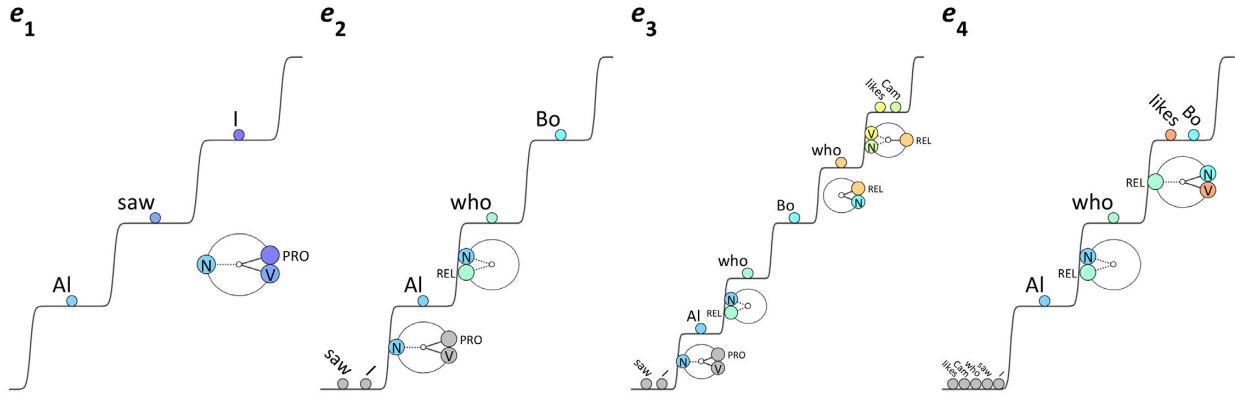 e1
I
saw
Al
PRO
N
V
e2
Bo
who
Al
N
REL
PRO
N
V
saw
I
e3
likes
Cam
V
N
REL
who
REL
N
Bo
who
N
REL
Al
PRO
N
V
saw
I
e4
likes
Bo
REL
N
V
who
N
REL
Al
likes
Cam
who
saw
I